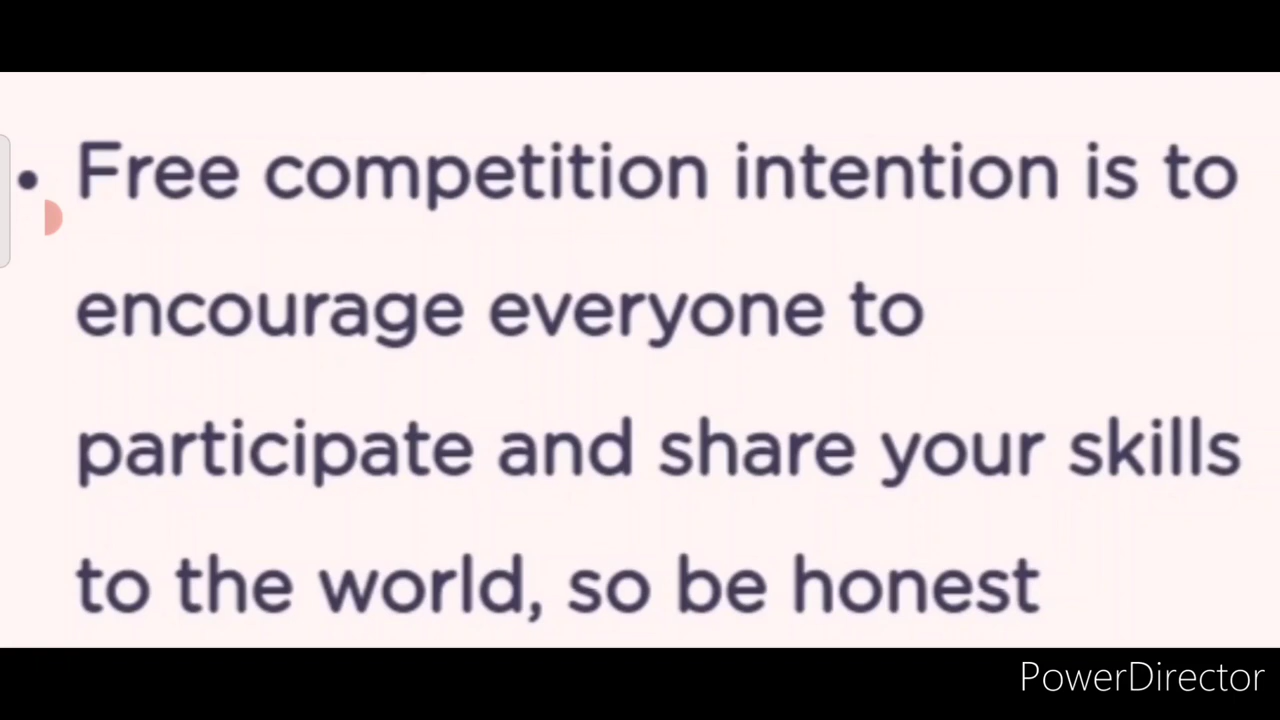 • Free competition intention is to
encourage everyone to
participate and share your skills
to the world, so be honest
PowerDirector